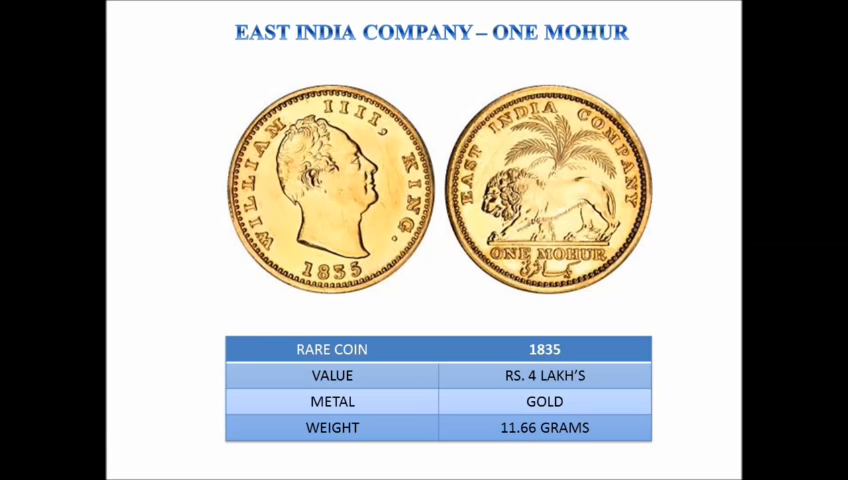 EAST INDIA COMPANY – ONE MOHUR
WILLIAM IIII, KING.
1835
EAST INDIA COMPANY
ONE MOHUR
RARE COIN 1835
VALUE RS. 4 LAKH'S
METAL GOLD
WEIGHT 11.66 GRAMS